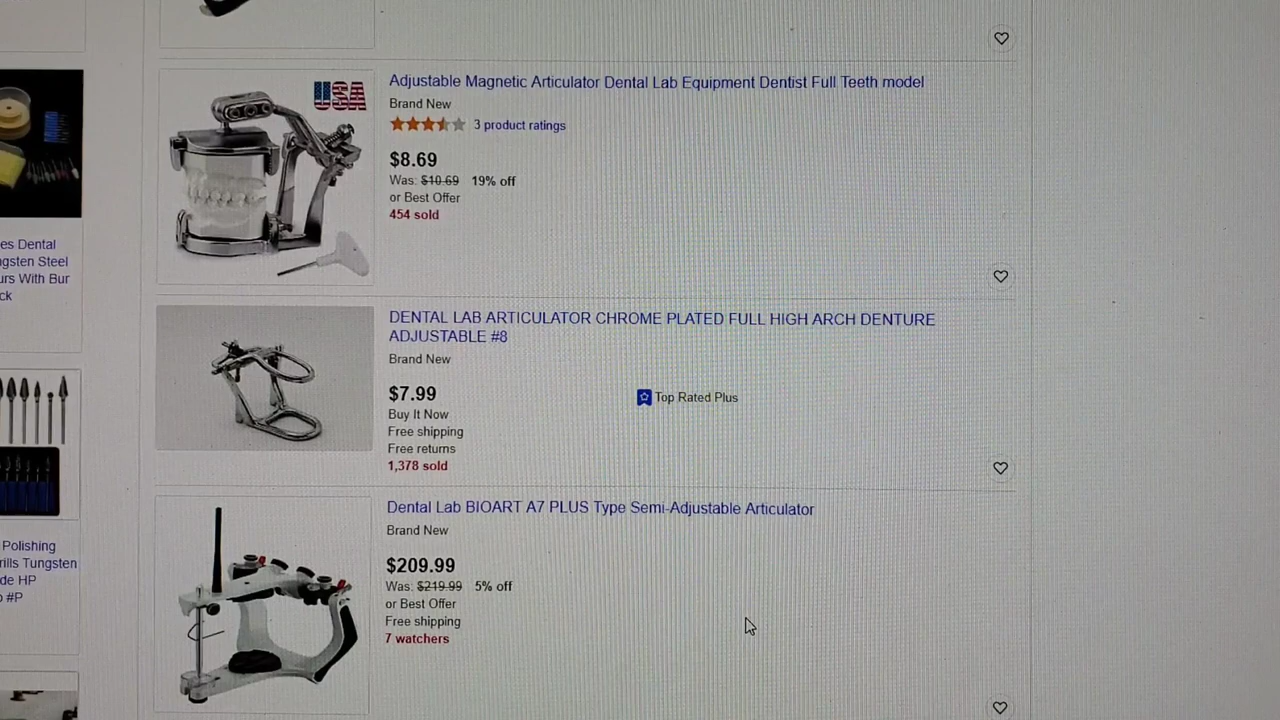 USA
Adjustable Magnetic Articulator Dental Lab Equipment Dentist Full Teeth model
Brand New
3 product ratings
$8.69
Was: $10.69 19% off
or Best Offer
454 sold
es Dental
ngsten Steel
urs With Bur
ck
DENTAL LAB ARTICULATOR CHROME PLATED FULL HIGH ARCH DENTURE
ADJUSTABLE #8
Brand New
$7.99
Top Rated Plus
Buy It Now
Free shipping
Free returns
1,378 sold
Polishing
rills Tungsten
de HP
#P
Dental Lab BIOART A7 PLUS Type Semi-Adjustable Articulator
Brand New
$209.99
Was: $219.99 5% off
or Best Offer
Free shipping
7 watchers